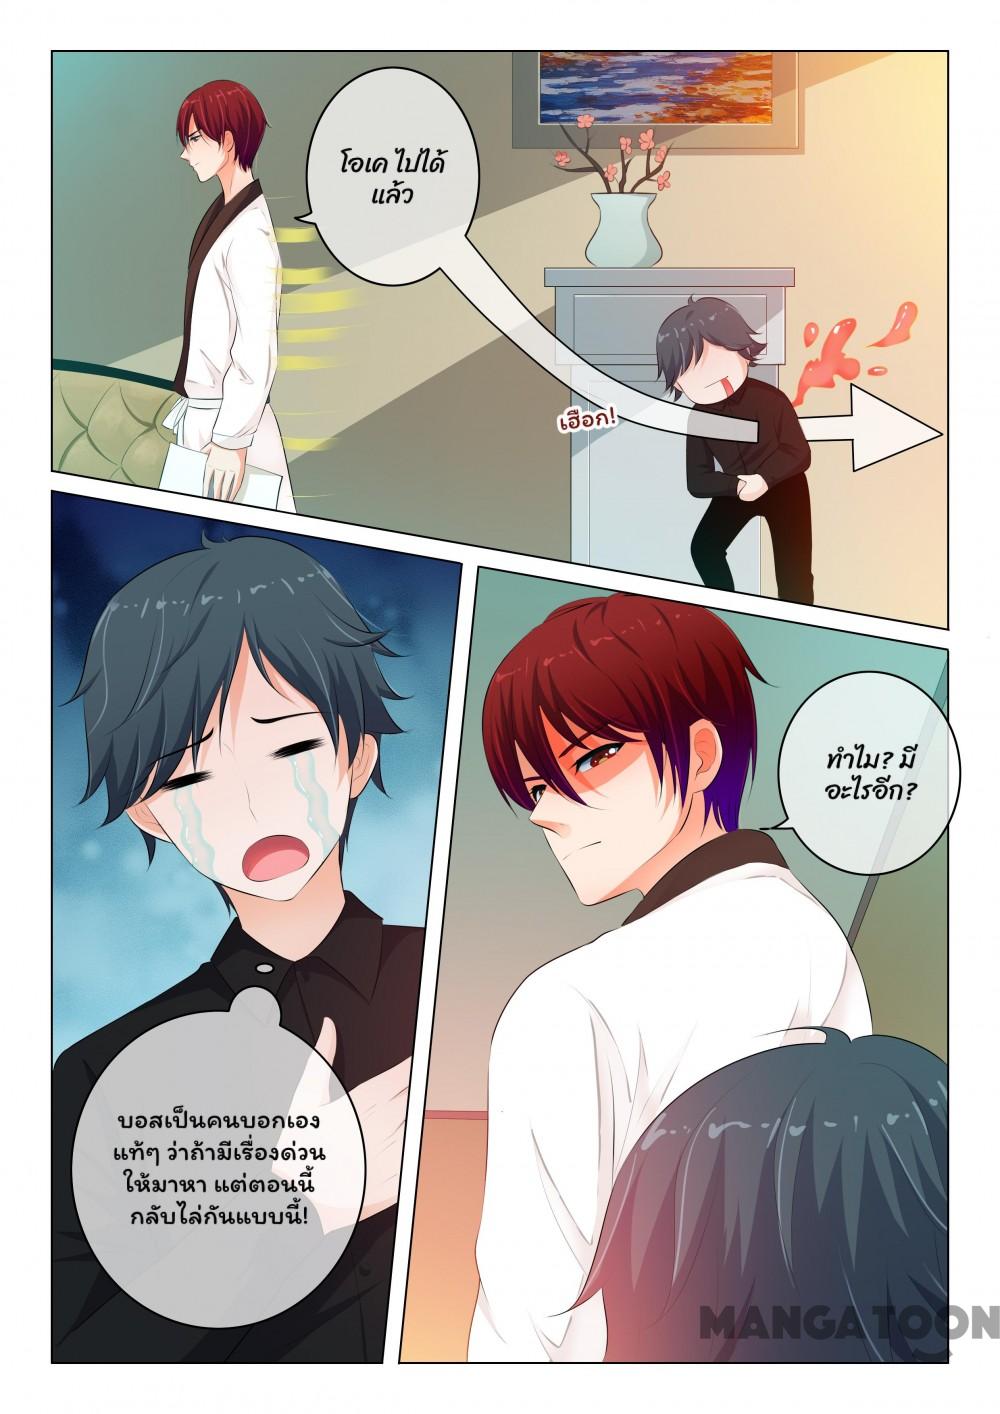 โอเค ไปได้
แล้ว
เฮือก!
บอสเป็นคนบอกเอง
แท้ๆ ว่าถ้ามีเรื่องด่วน
ให้มาหา แต่ตอนนี้
กลับไล่กันแบบนี้!
ทำไม? มี
อะไรอีก?
MANGATOON